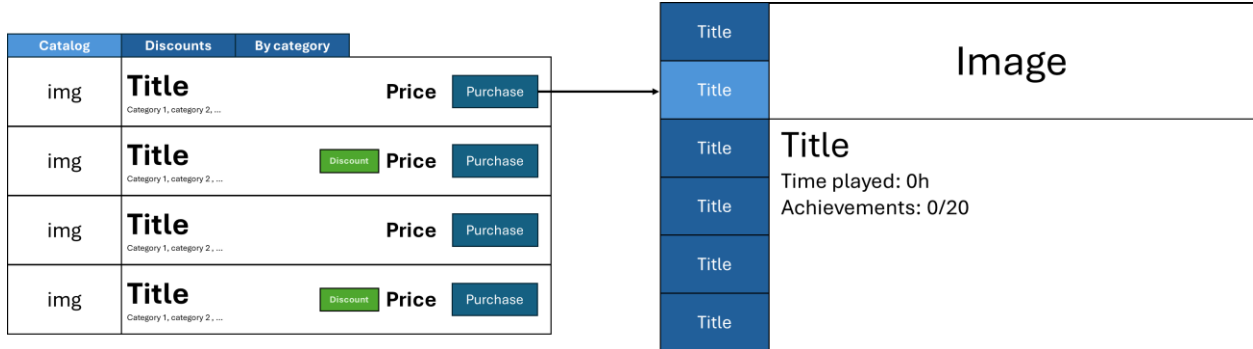 Catalog Discounts By category
img Title Price Purchase
Category 1, category 2, ...
img Title Discount Price Purchase
Category 1, category 2 , ...
img Title Price Purchase
Category 1, category 2 , ...
img Title Discount Price Purchase
Category 1, category 2 , ...
Title
Title
Title
Title
Title
Title
Image
Title
Time played: 0h
Achievements: 0/20